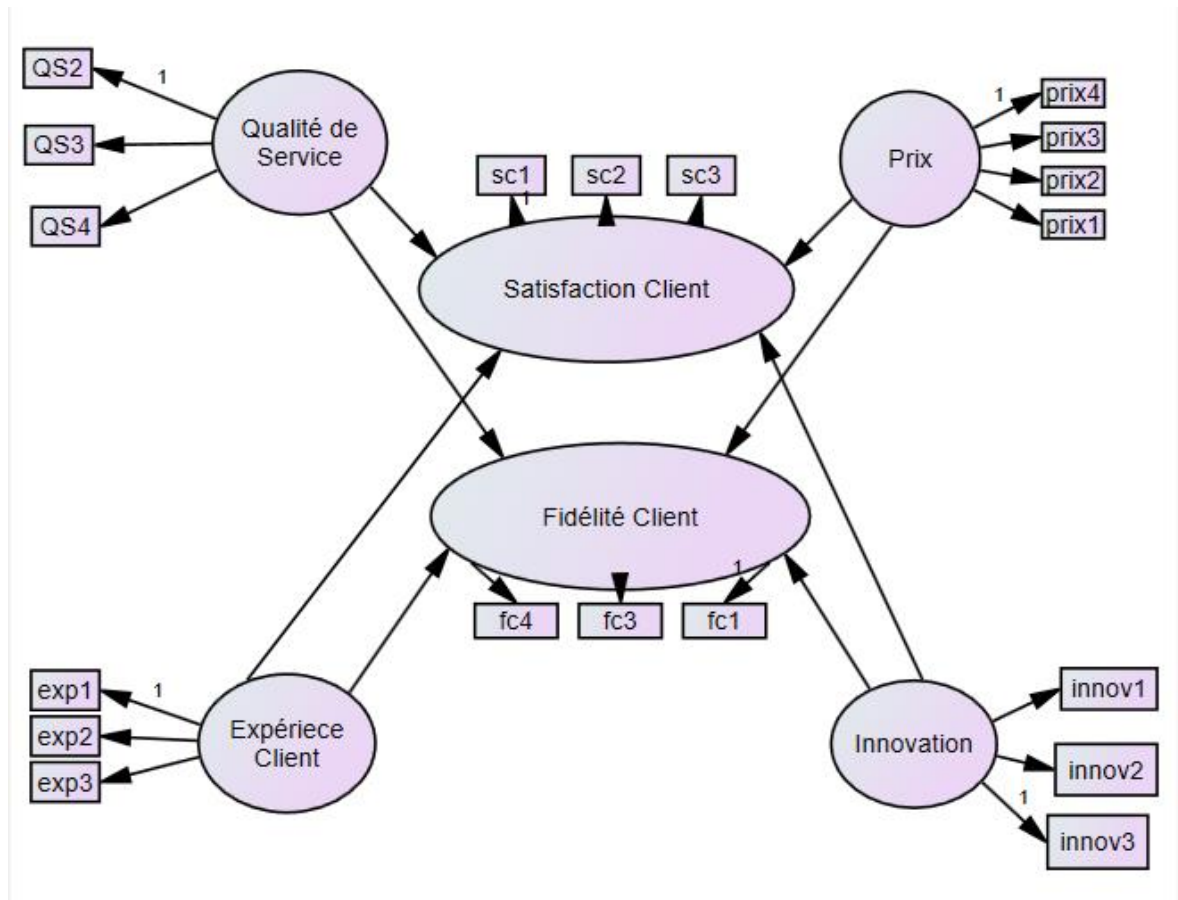 QS2
1
QS3
QS4
Qualité de
Service
sc1
1
sc2
sc3
Prix
1
prix4
prix3
prix2
prix1
Satisfaction Client
Fidélité Client
1
fc4
fc3
fc1
exp1
1
exp2
exp3
Expériece
Client
Innovation
innov1
innov2
1
innov3